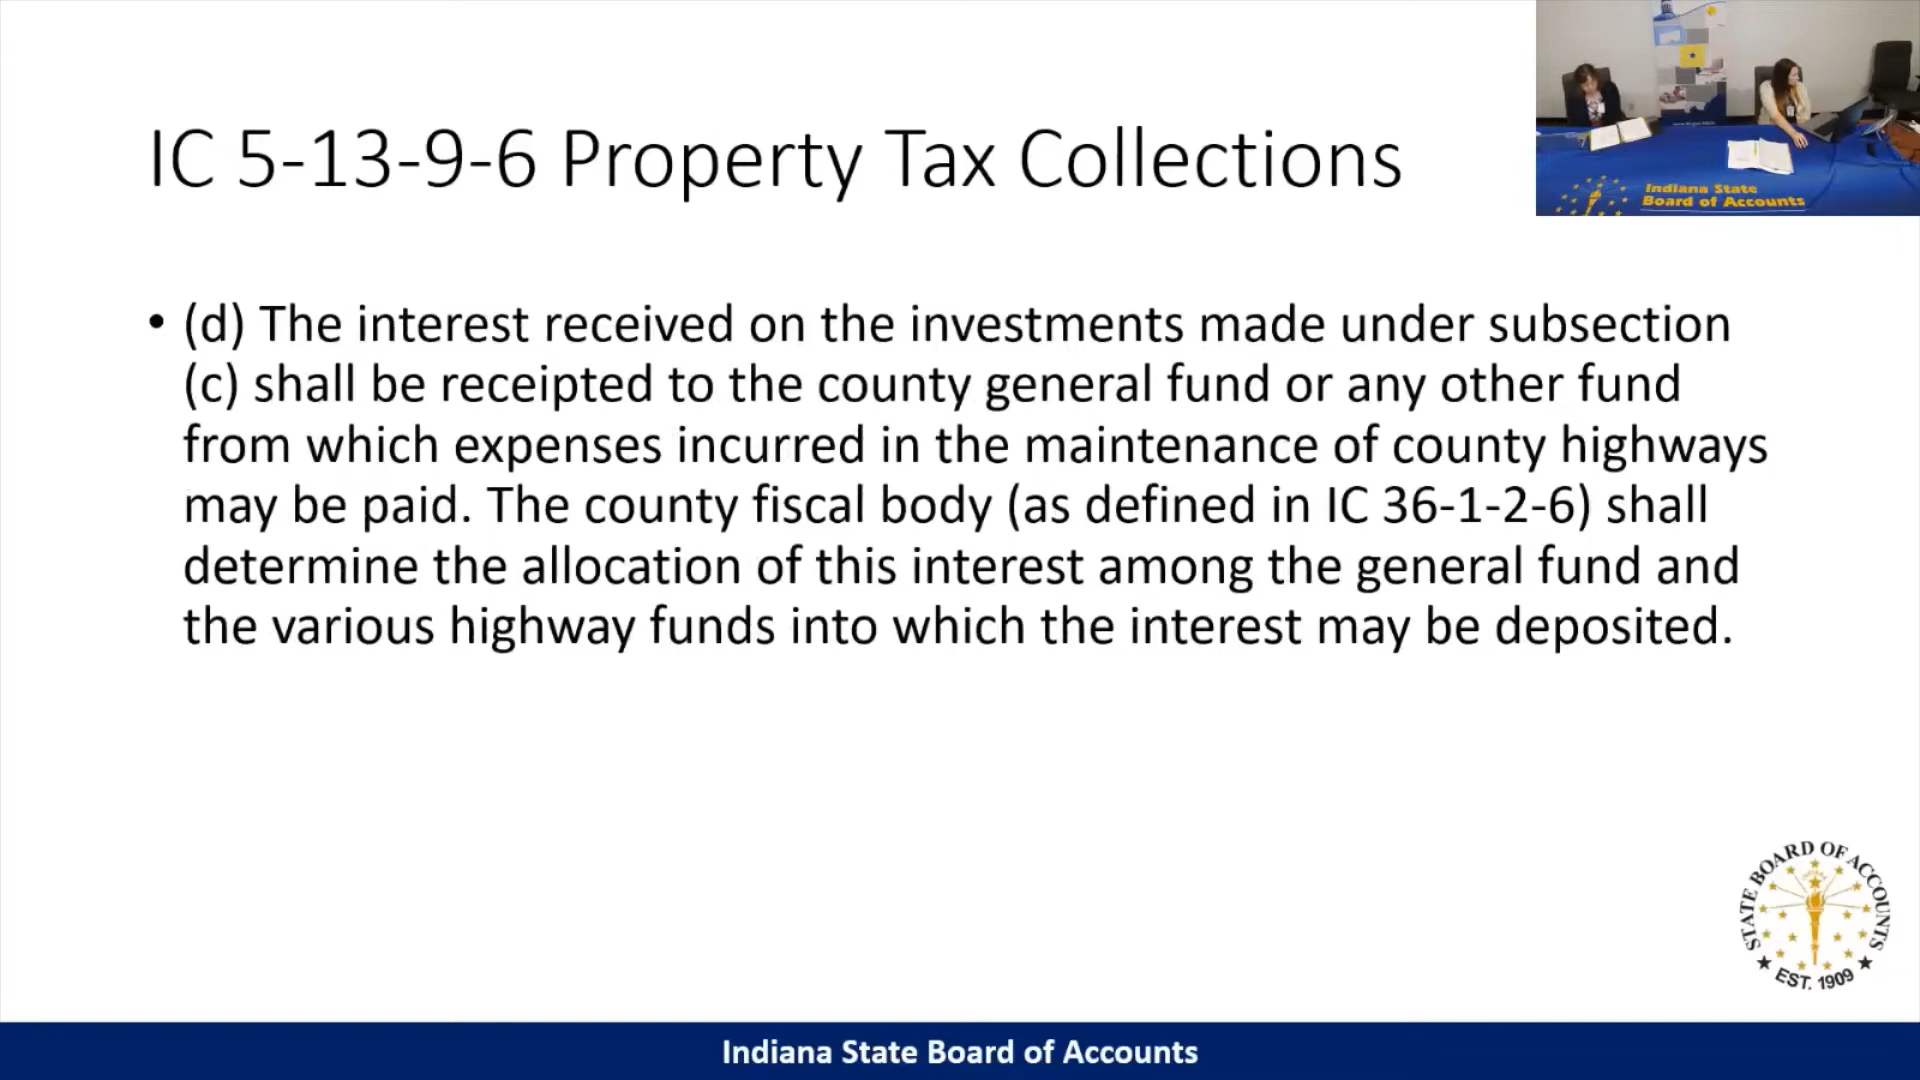 IC 5-13-9-6 Property Tax Collections
Indiana State
Board of Accounts
• (d) The interest received on the investments made under subsection
(c) shall be receipted to the county general fund or any other fund
from which expenses incurred in the maintenance of county highways
may be paid. The county fiscal body (as defined in IC 36-1-2-6) shall
determine the allocation of this interest among the general fund and
the various highway funds into which the interest may be deposited.
STATE BOARD OF ACCOUNTS
★ EST. 1909 ★
Indiana State Board of Accounts